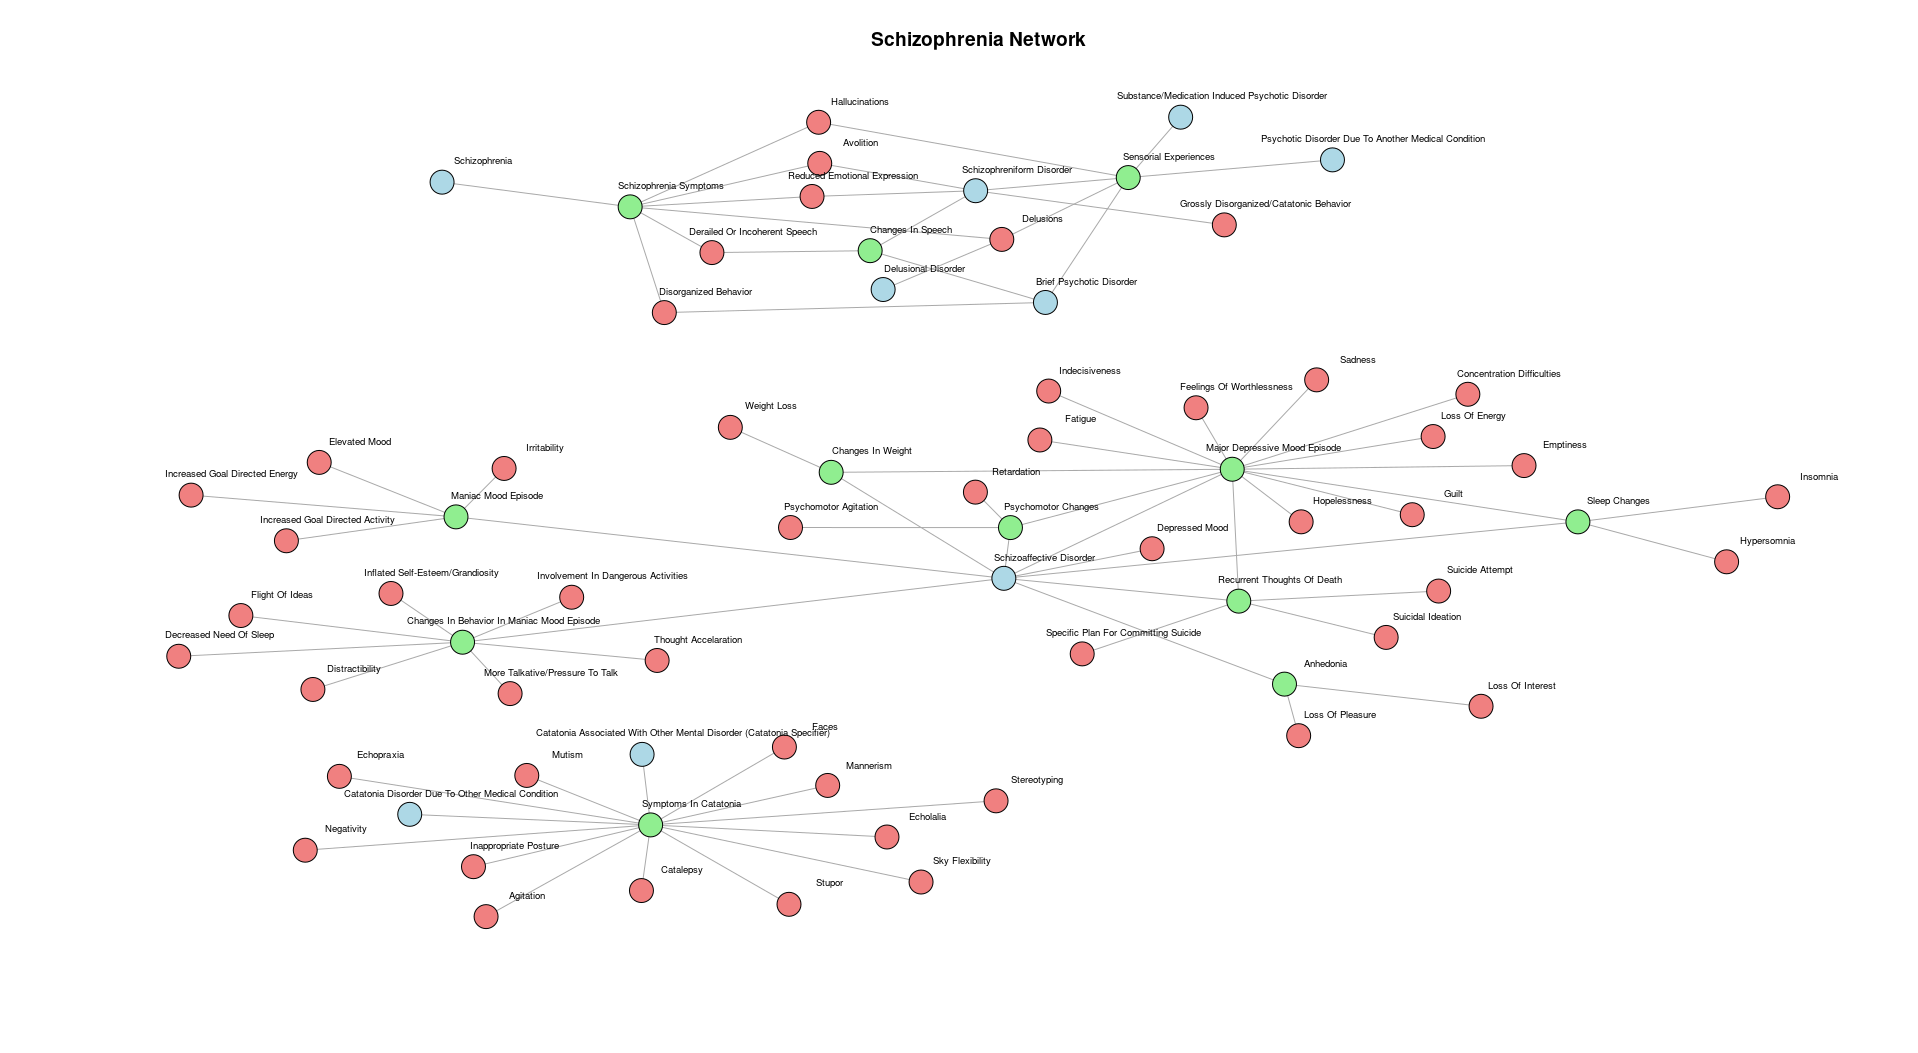 Schizophrenia Network
Substance/Medication Induced Psychotic Disorder
Hallucinations
Psychotic Disorder Due To Another Medical Condition
Avolition
Sensorial Experiences
Schizophrenia
Schizophreniform Disorder
Reduced Emotional Expression
Schizophrenia Symptoms
Grossly Disorganized/Catatonic Behavior
Delusions
Changes In Speech
Derailed Or Incoherent Speech
Delusional Disorder
Brief Psychotic Disorder
Disorganized Behavior
Sadness
Indecisiveness
Concentration Difficulties
Feelings Of Worthlessness
Weight Loss
Loss Of Energy
Fatigue
Elevated Mood
Emptiness
Irritability
Major Depressive Mood Episode
Changes In Weight
Retardation
Increased Goal Directed Energy
Insomnia
Guilt
Maniac Mood Episode
Hopelessness
Sleep Changes
Psychomotor Agitation
Psychomotor Changes
Increased Goal Directed Activity
Depressed Mood
Hypersomnia
Schizoaffective Disorder
Suicide Attempt
Inflated Self-Esteem/Grandiosity
Involvement In Dangerous Activities
Recurrent Thoughts Of Death
Flight Of Ideas
Suicidal Ideation
Changes In Behavior In Maniac Mood Episode
Specific Plan For Committing Suicide
Decreased Need Of Sleep
Thought Accelaration
Anhedonia
Distractibility
More Talkative/Pressure To Talk
Loss Of Interest
Loss Of Pleasure
Faces
Catatonia Associated With Other Mental Disorder (Catatonia Specifier)
Echopraxia
Mutism
Mannerism
Stereotyping
Catatonia Disorder Due To Other Medical Condition
Symptoms In Catatonia
Echolalia
Negativity
Inappropriate Posture
Sky Flexibility
Catalepsy
Stupor
Agitation